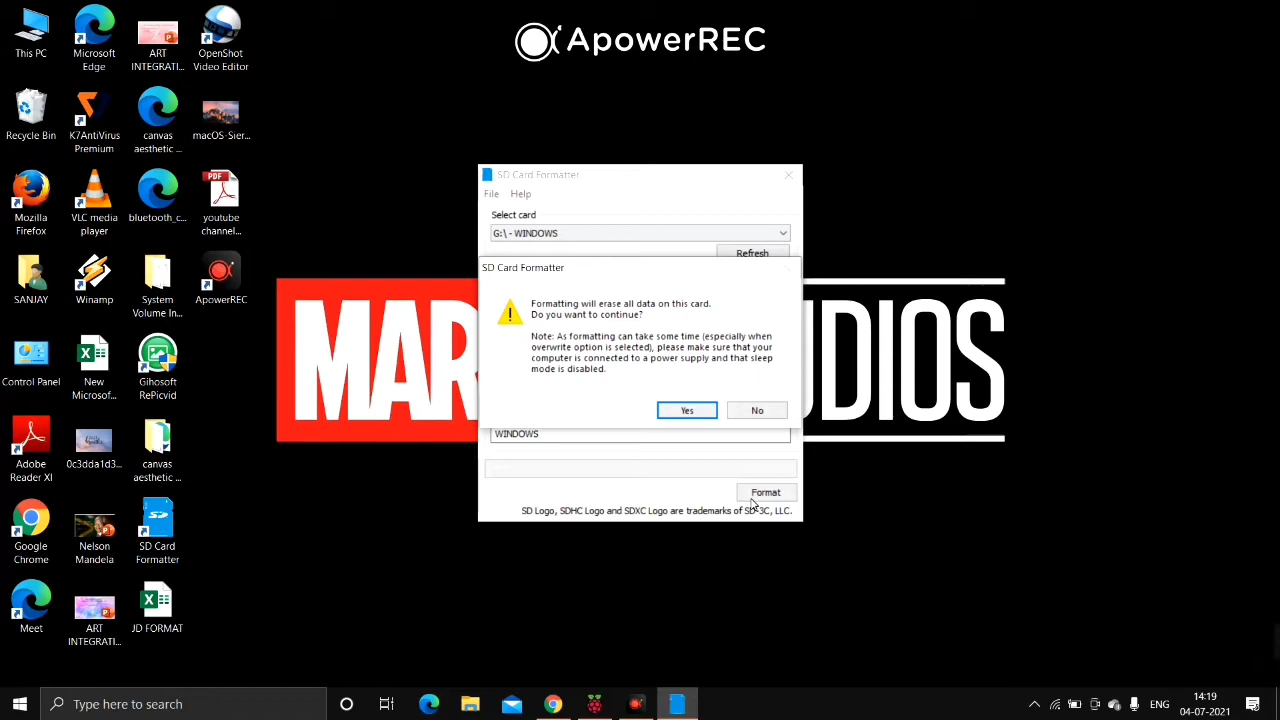 ApowerREC
This PC
Microsoft
Edge
ART
INTEGRATI...
OpenShot
Video Editor
Recycle Bin
K7AntiVirus
Premium
canvas
aesthetic ...
macOS-Sier...
Mozilla
Firefox
VLC media
player
bluetooth_c...
youtube
channel...
SANJAY
Winamp
System
Volume In...
ApowerREC
Control Panel
New
Microsof...
Gihosoft
RePicvid
Adobe
Reader XI
0c3dda1d3...
canvas
aesthetic ...
Google
Chrome
Nelson
Mandela
SD Card
Formatter
Meet
ART
INTEGRATI...
JD FORMAT
SD Card Formatter
File Help
Select card
G:\ - WINDOWS
Refresh
SD Card Formatter
Formatting will erase all data on this card.
Do you want to continue?
Note: As formatting can take some time (especially when
overwrite option is selected), please make sure that your
computer is connected to a power supply and that sleep
mode is disabled.
Yes No
WINDOWS
Format
SD Logo, SDHC Logo and SDXC Logo are trademarks of SD-3C, LLC.
MAR UDIOS
Type here to search
ENG
14:19
04-07-2021